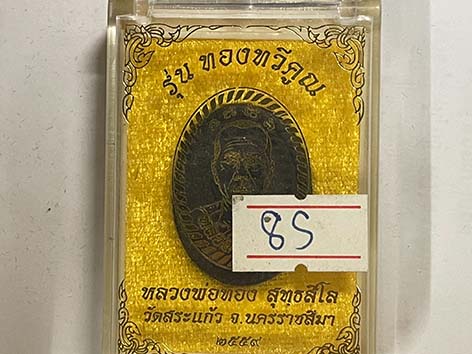 รุ่น ทองทวีคูณ
8S
หลวงพ่อทอง สุทฺธสีโล
วัดสระแก้ว จ.นครราชสีมา
๒๕๕๙